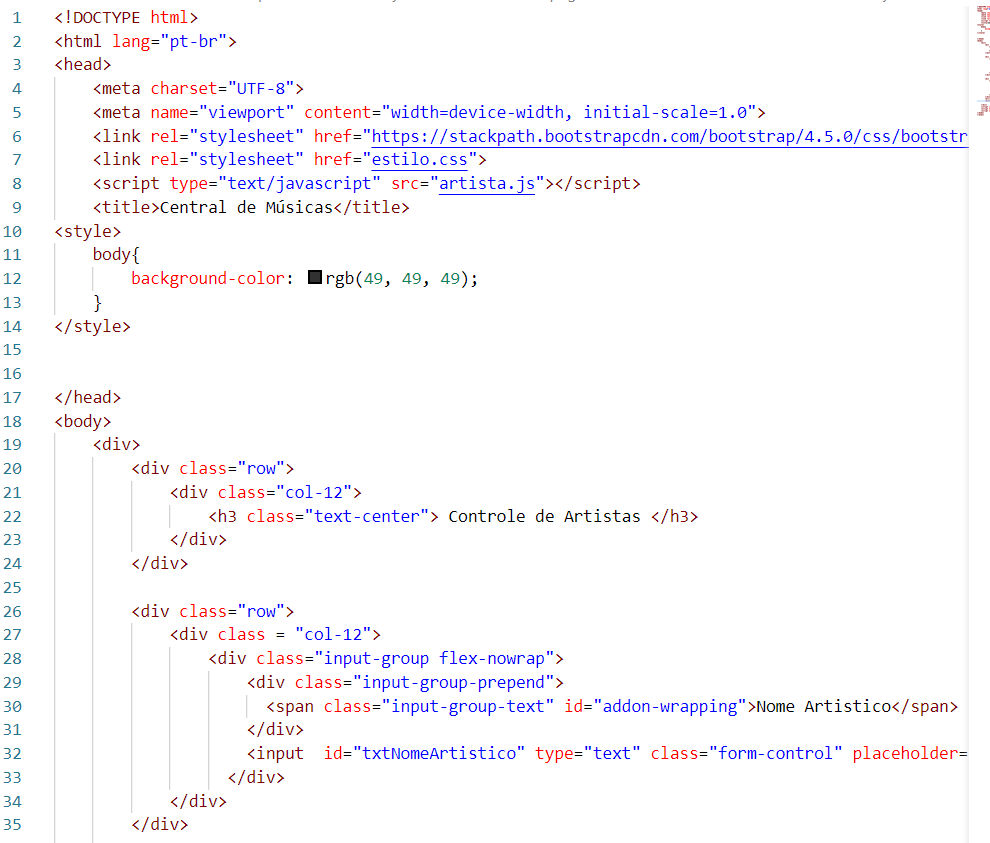 1 <!DOCTYPE html>
2 <html lang="pt-br">
3 <head>
4     <meta charset="UTF-8">
5     <meta name="viewport" content="width=device-width, initial-scale=1.0">
6     <link rel="stylesheet" href="https://stackpath.bootstrapcdn.com/bootstrap/4.5.0/css/bootstr
7     <link rel="stylesheet" href="estilo.css">
8     <script type="text/javascript" src="artista.js"></script>
9     <title>Central de Músicas</title>
10 <style>
11     body{
12         background-color: rgb(49, 49, 49);
13     }
14 </style>
15
16
17 </head>
18 <body>
19     <div>
20         <div class="row">
21             <div class="col-12">
22                 <h3 class="text-center"> Controle de Artistas </h3>
23             </div>
24         </div>
25
26         <div class="row">
27             <div class = "col-12">
28                 <div class="input-group flex-nowrap">
29                     <div class="input-group-prepend">
30                       <span class="input-group-text" id="addon-wrapping">Nome Artistico</span>
31                     </div>
32                     <input  id="txtNomeArtistico" type="text" class="form-control" placeholder=
33                   </div>
34             </div>
35         </div>